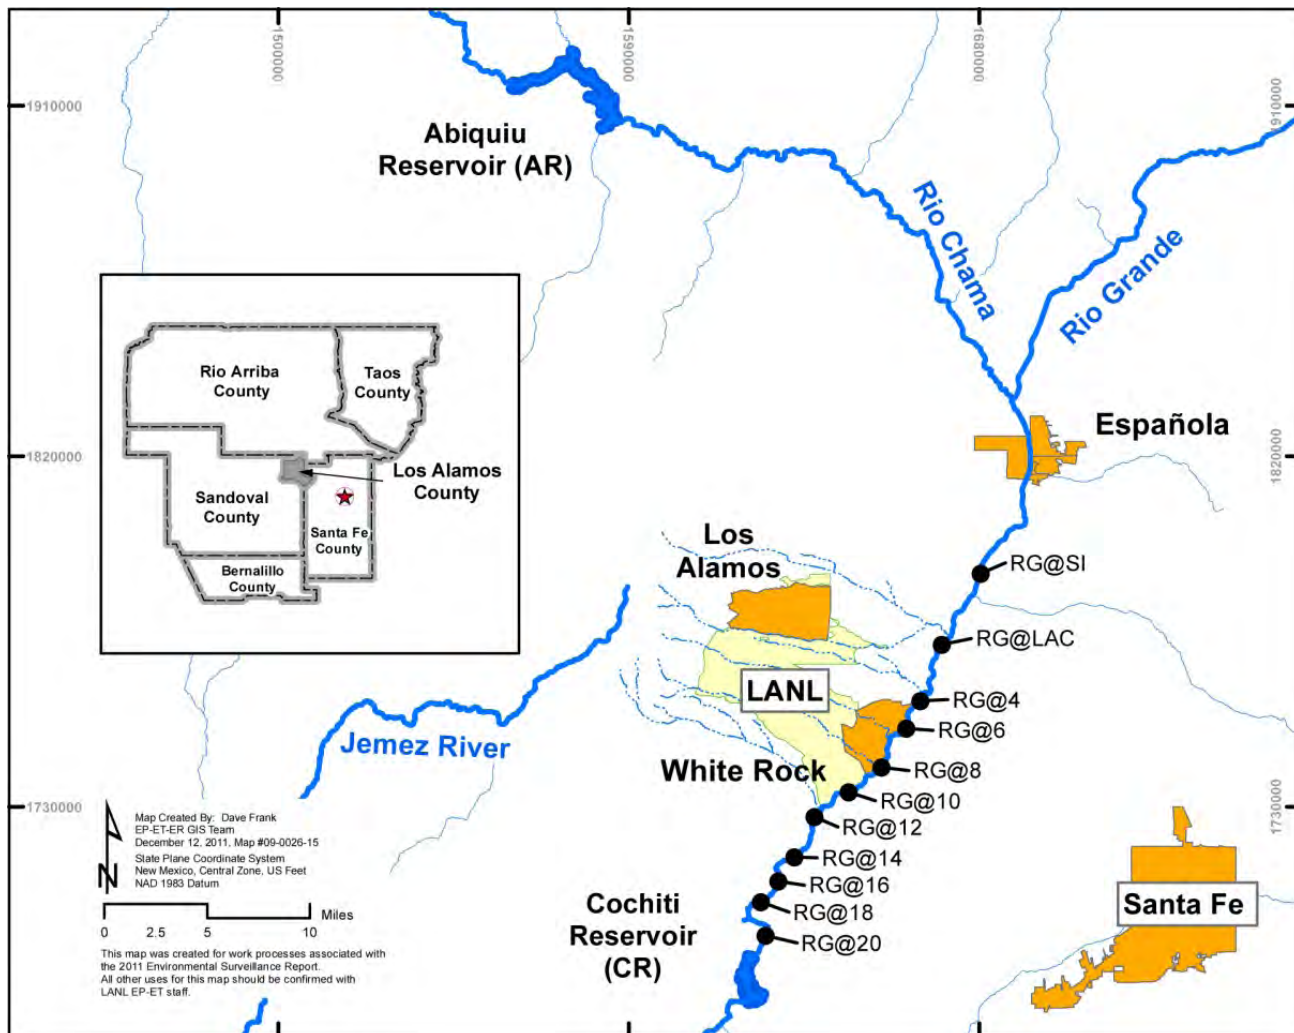 1500000
1590000
1680000
1910000
1910000
Abiquiu
Reservoir (AR)
Rio Chama
Rio Grande
Rio Arriba
County
Taos
County
Los Alamos
County
Sandoval
County
Santa Fe
County
Bernalillo
County
Española
1820000
1820000
Los
Alamos
RG@SI
RG@LAC
LANL
RG@4
RG@6
Jemez River
White Rock
RG@8
RG@10
RG@12
1730000
1730000
RG@14
RG@16
RG@18
RG@20
Cochiti
Reservoir
(CR)
Santa Fe
N
Map Created By: Dave Frank
EP-ET-ER GIS Team
December 12, 2011, Map #09-0026-15
State Plane Coordinate System
New Mexico, Central Zone, US Feet
NAD 1983 Datum
Miles
0 2.5 5 10
This map was created for work processes associated with
the 2011 Environmental Surveillance Report.
All other uses for this map should be confirmed with
LANL EP-ET staff.